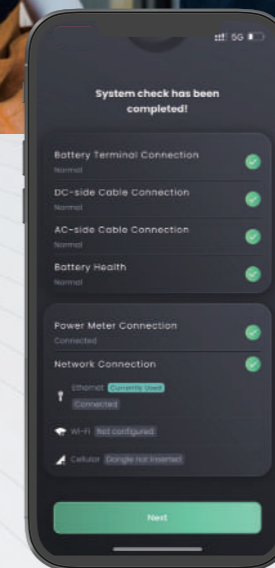 5G
System check has been
completed!
Battery Terminal Connection
Normal
DC-side Cable Connection
Normal
AC-side Cable Connection
Normal
Battery Health
Normal
Power Meter Connection
Connected
Network Connection
Ethernet Currently Used
Connected
Wi-Fi Not configured
Cellular Dongle not inserted
Next